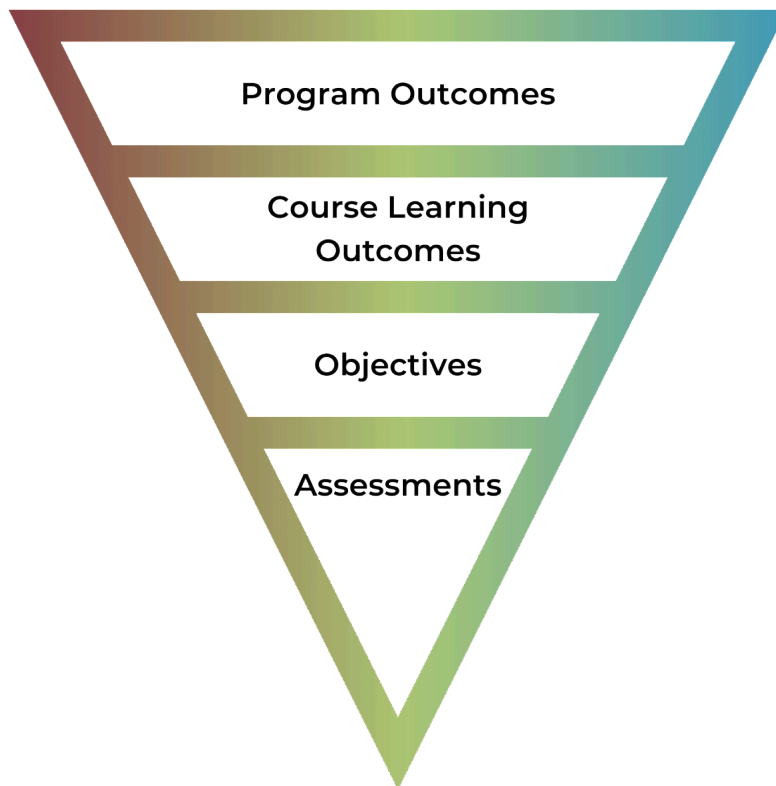 Program Outcomes
Course Learning
Outcomes
Objectives
Assessments